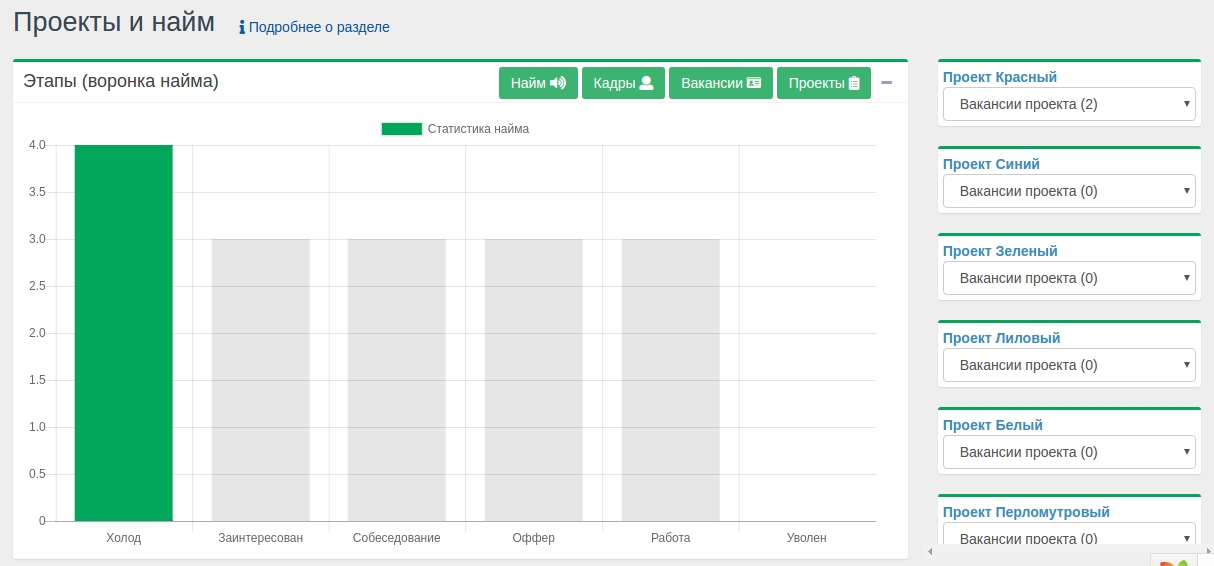 Проекты и найм
Подробнее о разделе
Этапы (воронка найма)
Найм
Кадры
Вакансии
Проекты
Статистика найма
4.0
3.5
3.0
2.5
2.0
1.5
1.0
0.5
0
Холод
Заинтересован
Собеседование
Оффер
Работа
Уволен
Проект Красный
Вакансии проекта (2)
Проект Синий
Вакансии проекта (0)
Проект Зеленый
Вакансии проекта (0)
Проект Лиловый
Вакансии проекта (0)
Проект Белый
Вакансии проекта (0)
Проект Перломутровый
Вакансии проекта (0)